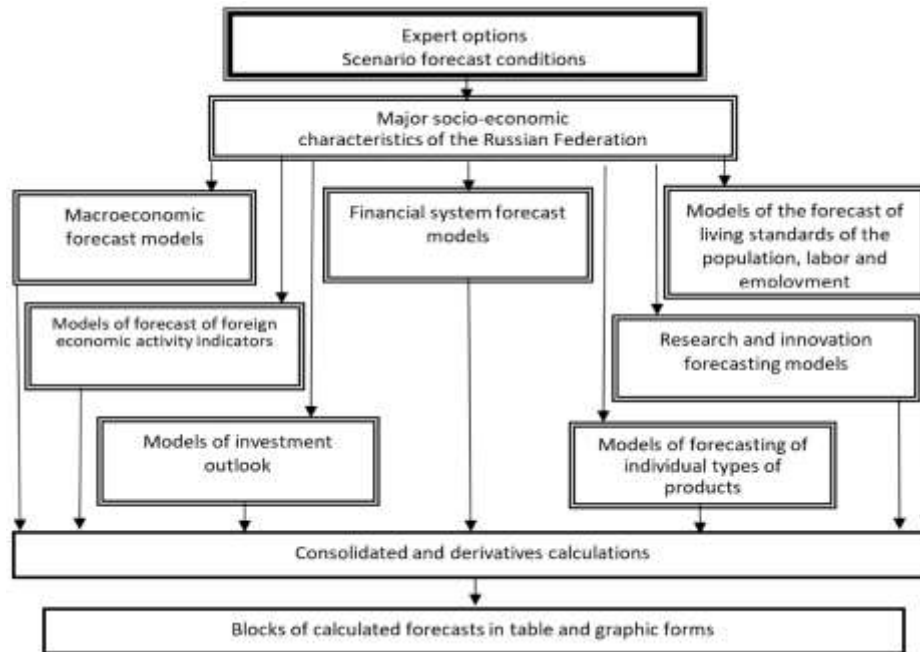 Expert options
Scenario forecast conditions
Major socio-economic
characteristics of the Russian Federation
Macroeconomic
forecast models
Financial system forecast
models
Models of the forecast of
living standards of the
population, labor and
emolovment
Models of forecast of foreign
economic activity indicators
Research and innovation
forecasting models
Models of investment
outlook
Models of forecasting of
individual types of
products
Consolidated and derivatives calculations
Blocks of calculated forecasts in table and graphic forms